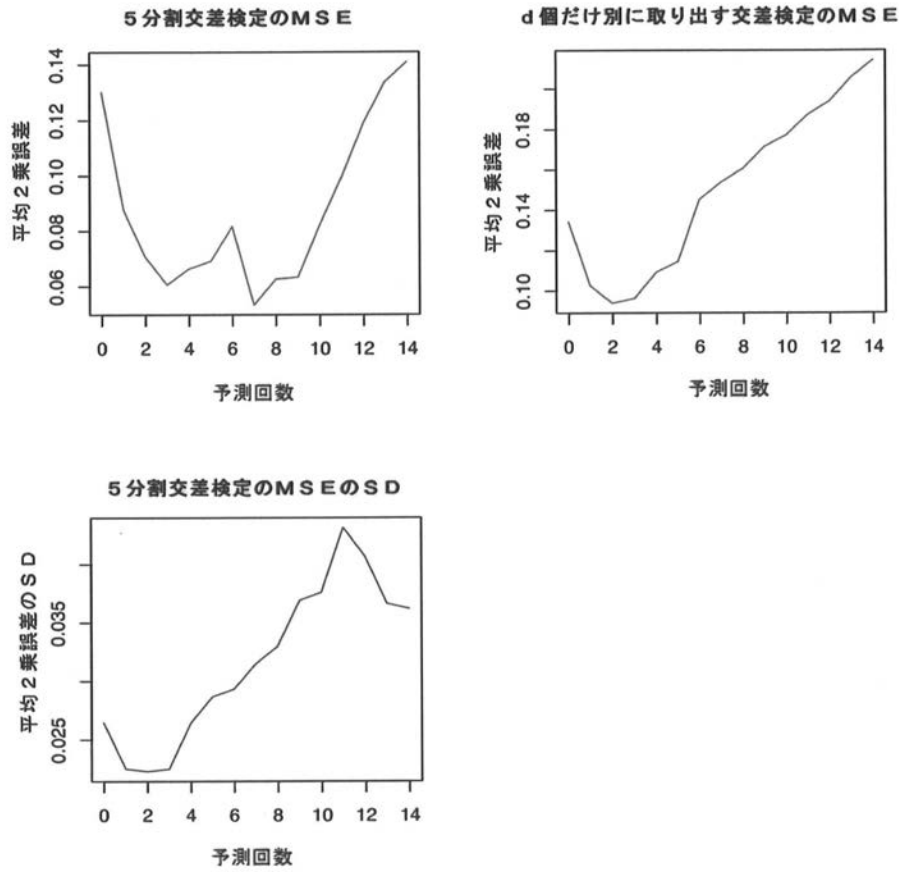 5分割交差検定のMSE
平均2乗誤差
0.14
0.12
0.10
0.08
0.06
0 2 4 6 8 10 12 14
予測回数
d個だけ別に取り出す交差検定のMSE
平均2乗誤差
0.18
0.14
0.10
0 2 4 6 8 10 12 14
予測回数
5分割交差検定のMSEのSD
平均2乗誤差のSD
0.035
0.025
0 2 4 6 8 10 12 14
予測回数